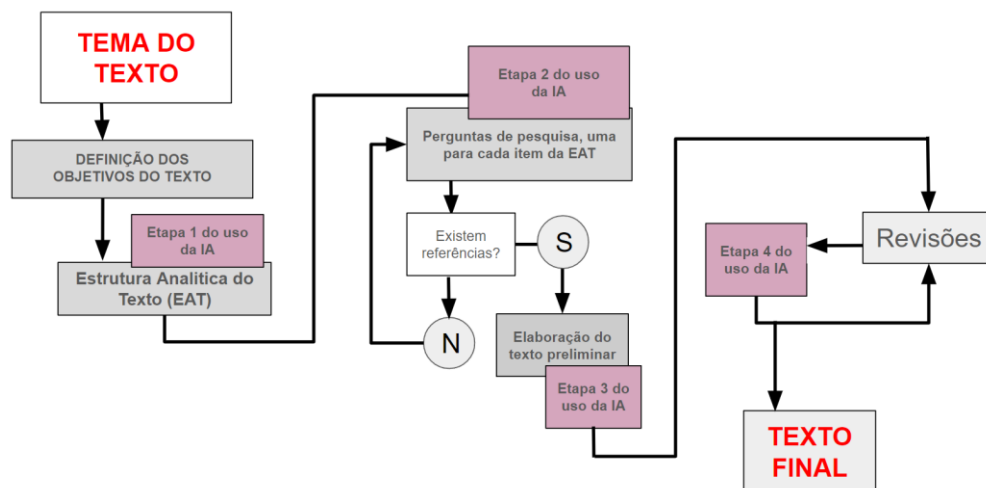 TEMA DO
TEXTO
DEFINIÇÃO DOS
OBJETIVOS DO TEXTO
Etapa 1 do uso
da IA
Estrutura Analitica do
Texto (EAT)
Etapa 2 do uso
da IA
Perguntas de pesquisa, uma
para cada item da EAT
Existem
referências?
S
N
Elaboração do
texto preliminar
Etapa 3 do
uso da IA
Revisões
Etapa 4 do
uso da IA
TEXTO
FINAL